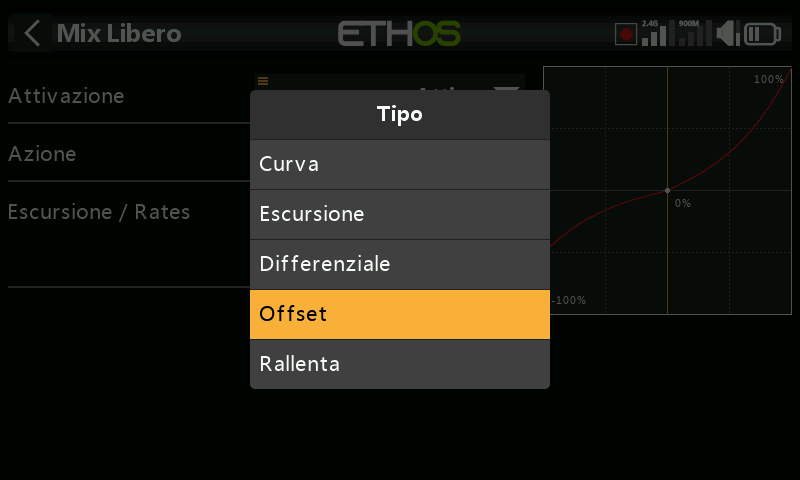 Mix Libero
ETHOS
2.4G
900M
Attivazione
Azione
Escursione / Rates
Tipo
Curva
Escursione
Differenziale
Offset
Rallenta
100%
0%
-100%